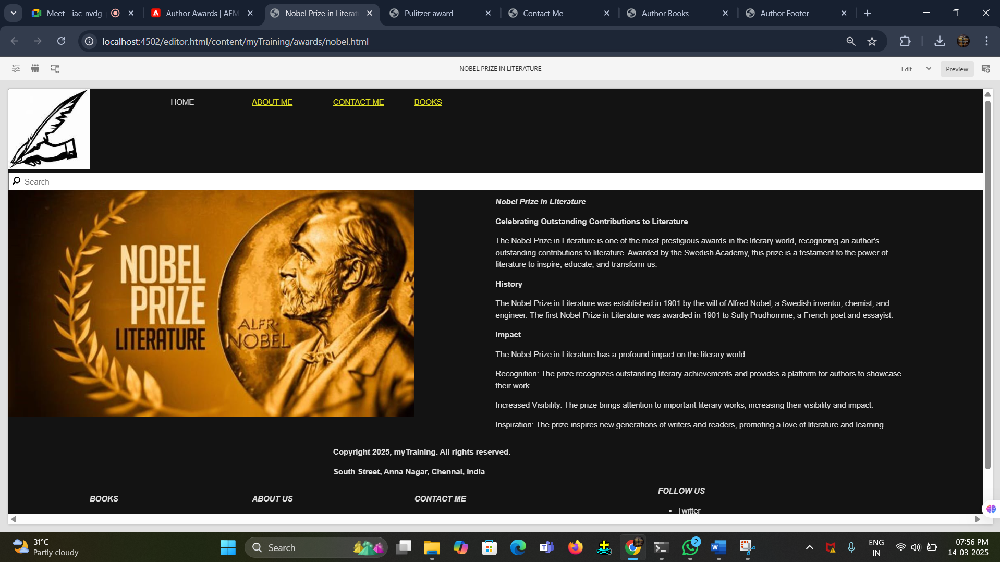 Meet - iac-nvdg-
Author Awards | AEM
Nobel Prize in Literat
Pulitzer award
Contact Me
Author Books
Author Footer
localhost:4502/editor.html/content/myTraining/awards/nobel.html
NOBEL PRIZE IN LITERATURE
Edit
Preview
HOME
ABOUT ME
CONTACT ME
BOOKS
Search
NOBEL
PRIZE
LITERATURE
ALFR·
NOBEL
Nobel Prize in Literature
Celebrating Outstanding Contributions to Literature
The Nobel Prize in Literature is one of the most prestigious awards in the literary world, recognizing an author's
outstanding contributions to literature. Awarded by the Swedish Academy, this prize is a testament to the power of
literature to inspire, educate, and transform us.
History
The Nobel Prize in Literature was established in 1901 by the will of Alfred Nobel, a Swedish inventor, chemist, and
engineer. The first Nobel Prize in Literature was awarded in 1901 to Sully Prudhomme, a French poet and essayist.
Impact
The Nobel Prize in Literature has a profound impact on the literary world:
Recognition: The prize recognizes outstanding literary achievements and provides a platform for authors to showcase
their work.
Increased Visibility: The prize brings attention to important literary works, increasing their visibility and impact.
Inspiration: The prize inspires new generations of writers and readers, promoting a love of literature and learning.
Copyright 2025, myTraining. All rights reserved.
South Street, Anna Nagar, Chennai, India
BOOKS
ABOUT US
CONTACT ME
FOLLOW US
• Twitter
31°C
Partly cloudy
Search
2
ENG
IN
07:56 PM
14-03-2025